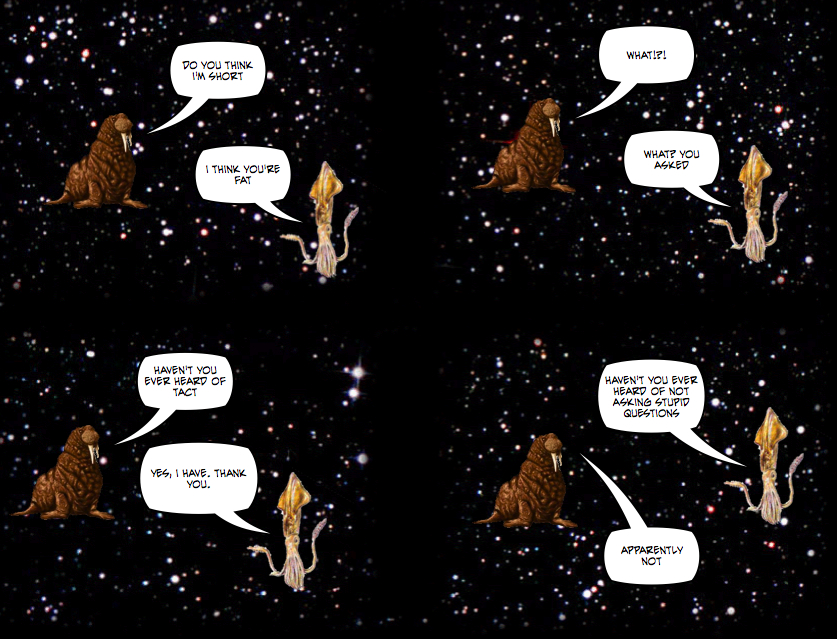 DO YOU THINK
I'M SHORT
I THINK YOU'RE
FAT
WHAT!?!
WHAT? YOU
ASKED
HAVEN'T YOU
EVER HEARD OF
TACT
YES, I HAVE. THANK
YOU.
HAVEN'T YOU EVER
HEARD OF NOT
ASKING STUPID
QUESTIONS
APPARENTLY
NOT